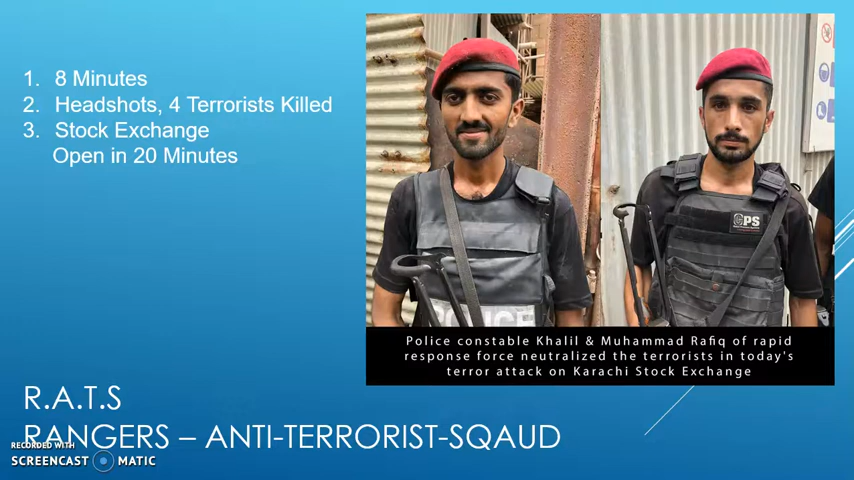 1. 8 Minutes
2. Headshots, 4 Terrorists Killed
3. Stock Exchange
Open in 20 Minutes
POLICE
GPS
Police constable Khalil & Muhammad Rafiq of rapid
response force neutralized the terrorists in today's
terror attack on Karachi Stock Exchange
R.A.T.S
RANGERS – ANTI-TERRORIST-SQAUD
RECORDED WITH
SCREENCAST MATIC